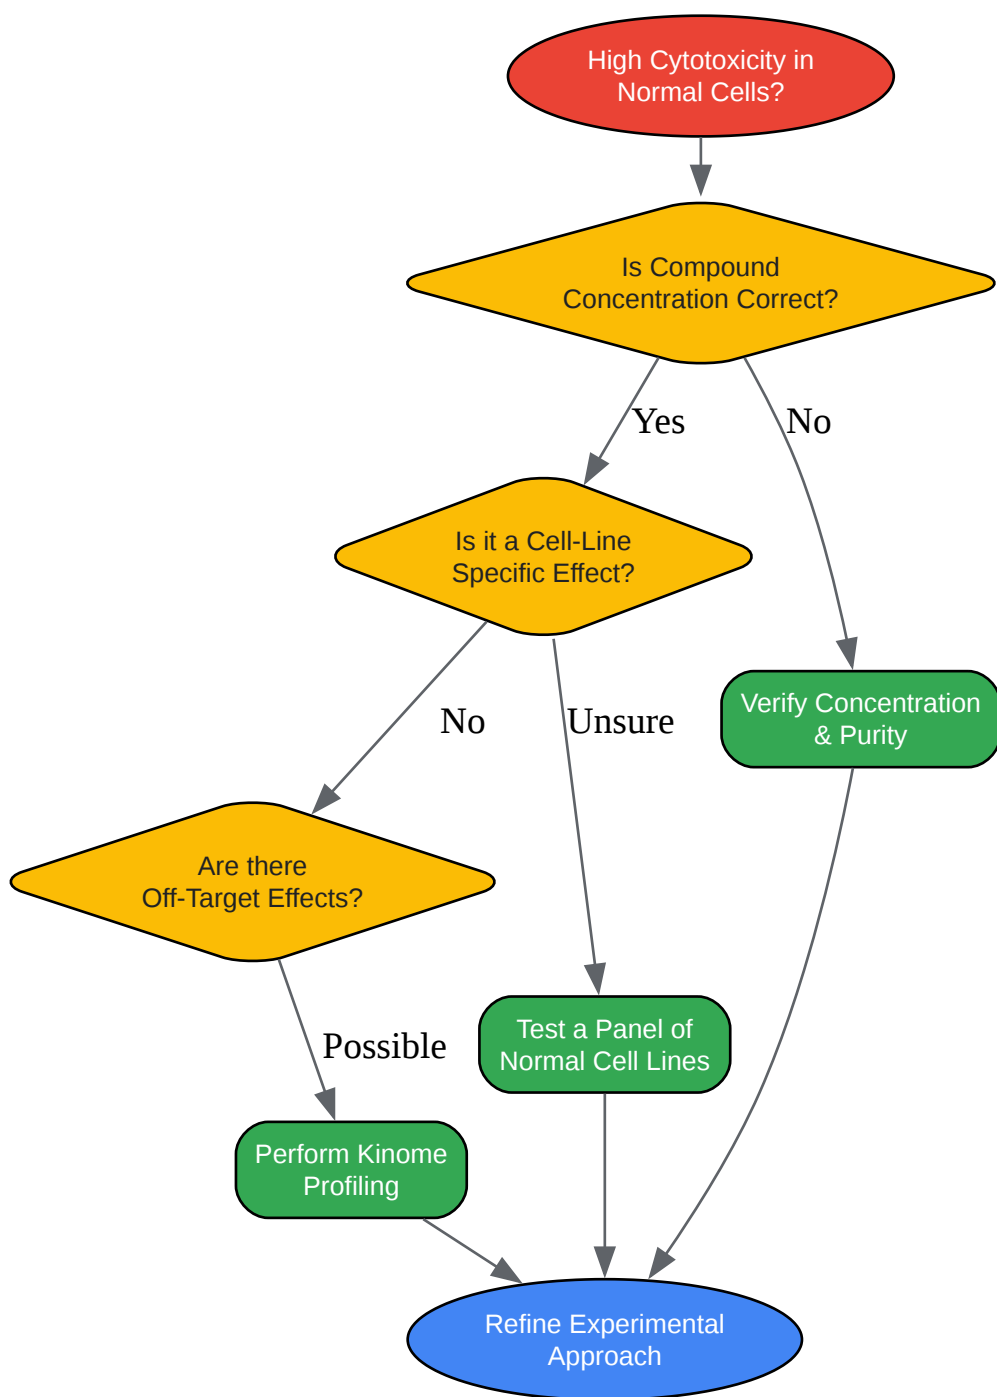 High Cytotoxicity in
Normal Cells?
Is Compound
Concentration Correct?
Yes
No
Is it a Cell-Line
Specific Effect?
No
Unsure
Verify Concentration
& Purity
Are there
Off-Target Effects?
Possible
Test a Panel of
Normal Cell Lines
Perform Kinome
Profiling
Refine Experimental
Approach